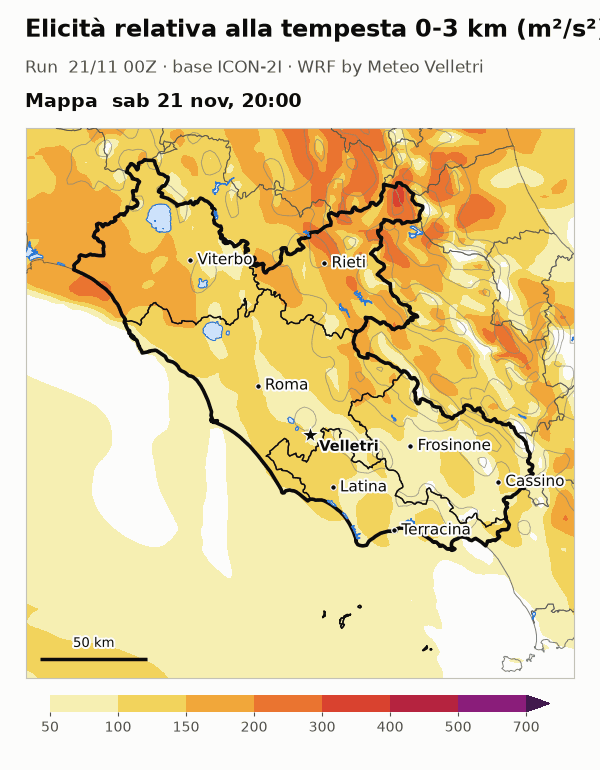 Elicità relativa alla tempesta 0-3 km (m²/s²)
Run 21/11 00Z · base ICON-2I · WRF by Meteo Velletri
Mappa sab 21 nov, 20:00
Viterbo
Rieti
Roma
Velletri
Frosinone
Cassino
Latina
Terracina
50 km
50 100 150 200 300 400 500 700